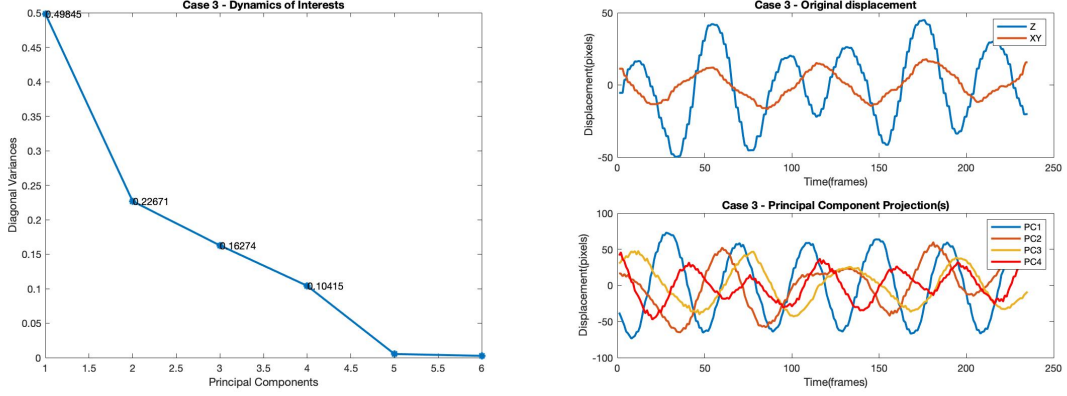 Case 3 - Dynamics of Interests
0.5
0.45
0.4
0.35
0.3
0.25
0.2
0.15
0.1
0.05
0
Diagonal Variances
0.49845
0.22671
0.16274
0.10415
1 1.5 2 2.5 3 3.5 4 4.5 5 5.5 6
Principal Components
Case 3 - Original displacement
50
0
-50
Displacement(pixels)
Z
XY
0 50 100 150 200 250
Time(frames)
Case 3 - Principal Component Projection(s)
100
50
0
-50
-100
Displacement(pixels)
PC1
PC2
PC3
PC4
0 50 100 150 200 250
Time(frames)